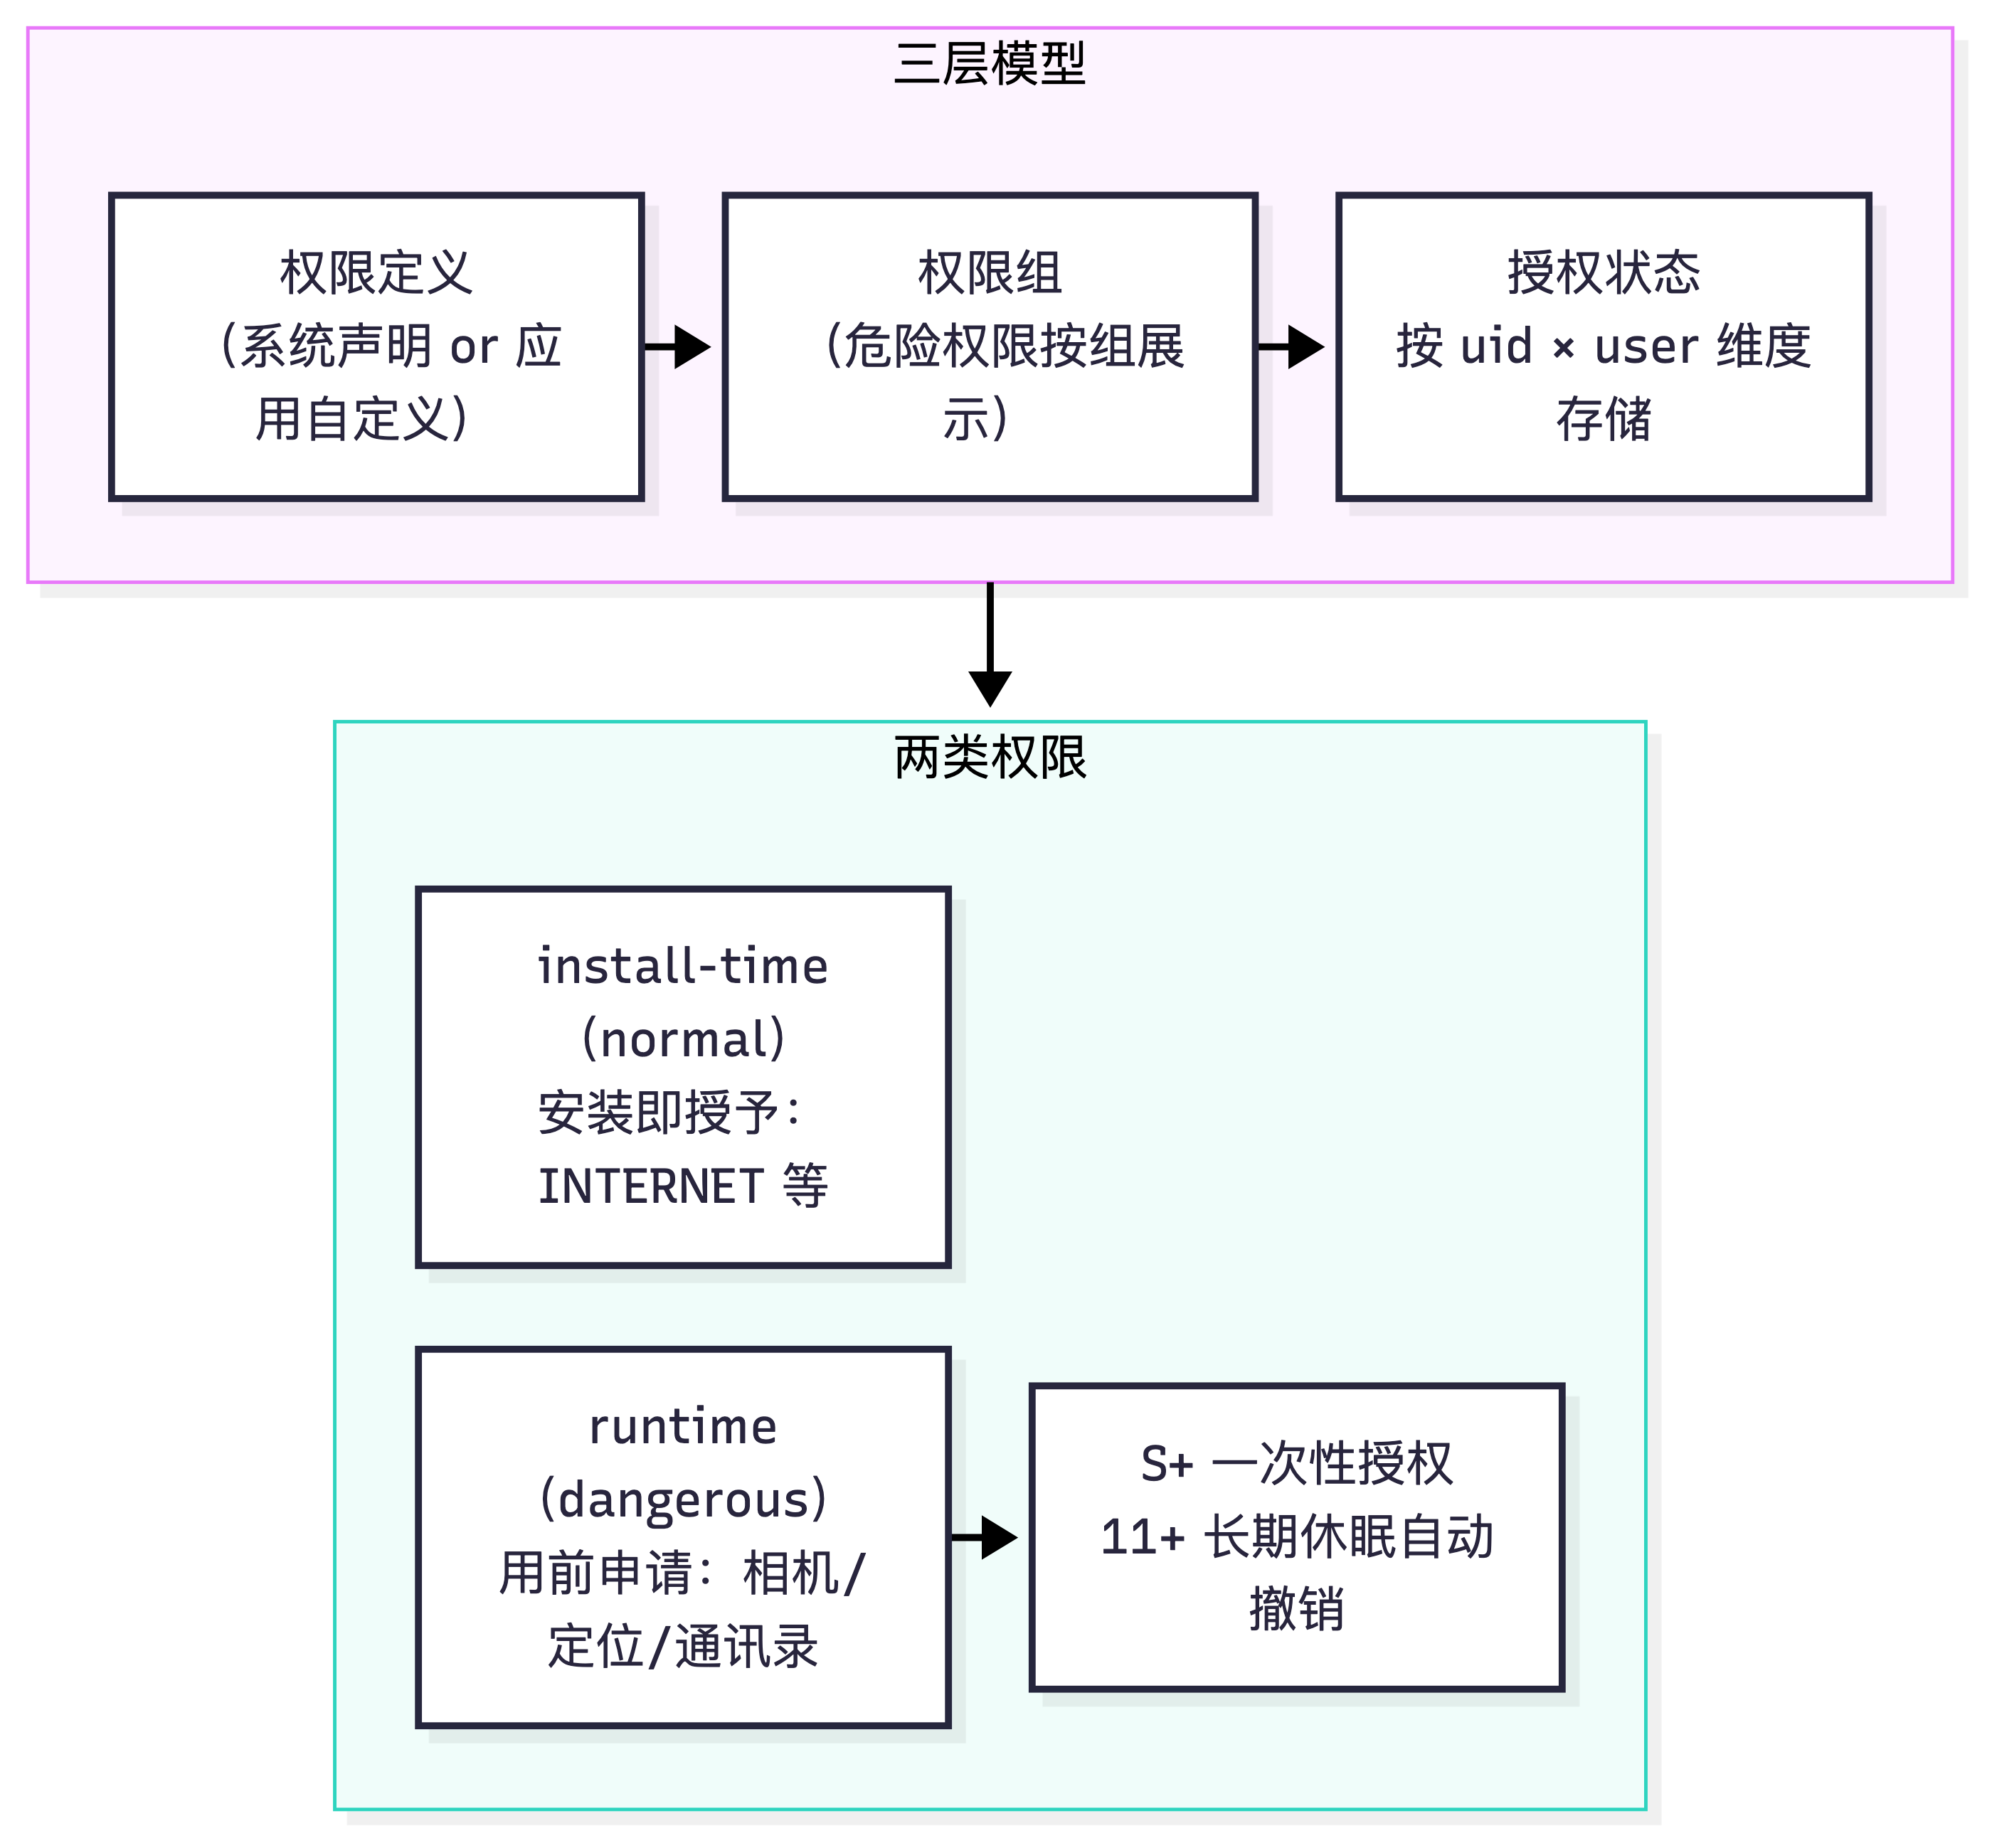 三层模型
权限定义
(系统声明 or 应
用自定义)
权限组
(危险权限按组展
示)
授权状态
按 uid × user 维度
存储
两类权限
install-time
(normal)
安装即授予：
INTERNET 等
runtime
(dangerous)
用前申请：相机/
定位/通讯录
S+ 一次性授权
11+ 长期休眠自动
撤销